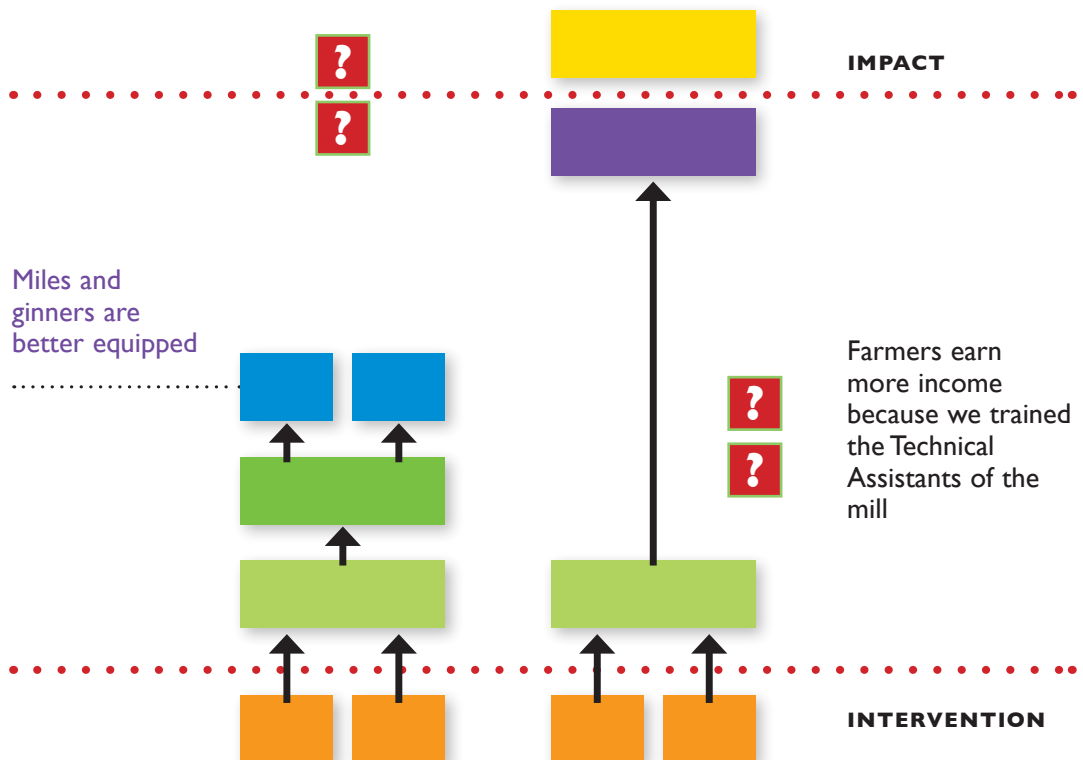 ?
IMPACT
?
Miles and
ginners are
better equipped
Farmers earn
more income
because we trained
the Technical
Assistants of the
mill
?
?
INTERVENTION